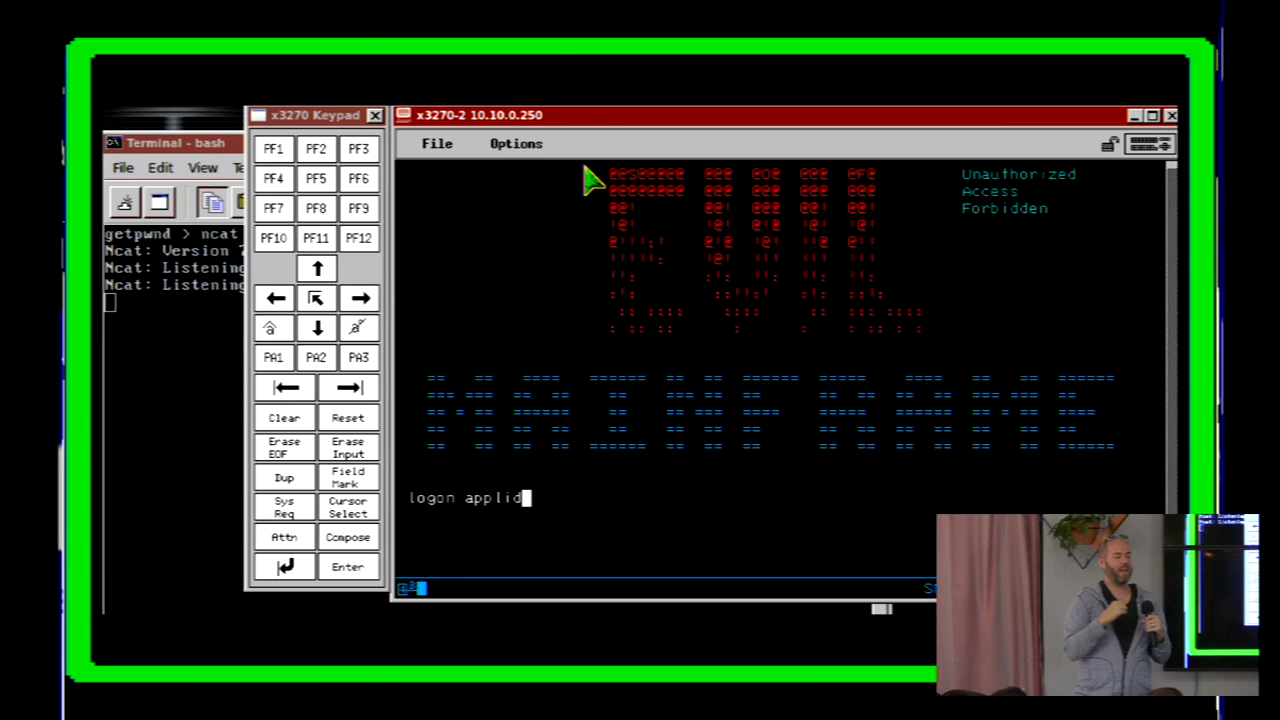 Terminal - bash
File Edit View Te
getpwnd > ncat
Ncat: Version 7
Ncat: Listening
Ncat: Listening
x3270 Keypad
PF1 PF2 PF3
PF4 PF5 PF6
PF7 PF8 PF9
PF10 PF11 PF12
PA1 PA2 PA3
Clear Reset
Erase EOF Erase Input
Dup Field Mark
Sys Req Cursor Select
Attn Compose
Enter
x3270-2 10.10.0.250
File Options
Unauthorized
Access
Forbidden
EVIL
MAINFRAME
logon applid